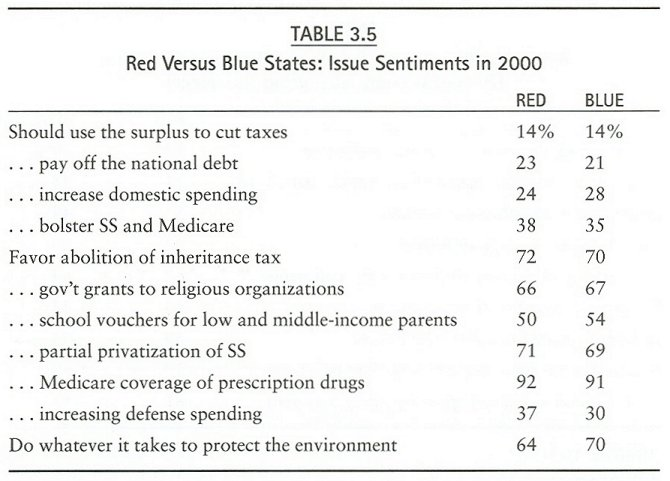 TABLE 3.5
Red Versus Blue States: Issue Sentiments in 2000
RED BLUE
Should use the surplus to cut taxes 14% 14%
. . . pay off the national debt 23 21
. . . increase domestic spending 24 28
. . . bolster SS and Medicare 38 35
Favor abolition of inheritance tax 72 70
. . . gov't grants to religious organizations 66 67
. . . school vouchers for low and middle-income parents 50 54
. . . partial privatization of SS 71 69
. . . Medicare coverage of prescription drugs 92 91
. . . increasing defense spending 37 30
Do whatever it takes to protect the environment 64 70